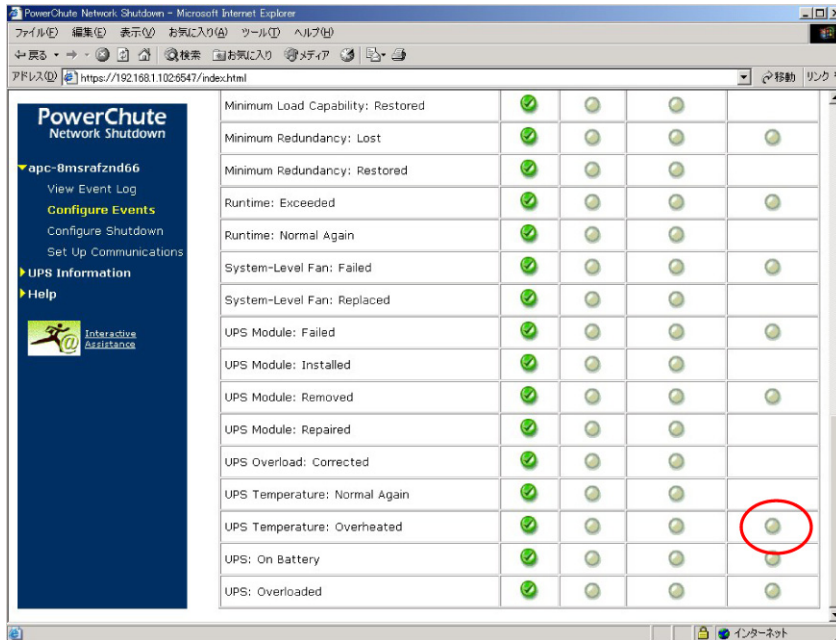 PowerChute Network Shutdown - Microsoft Internet Explorer
ファイル(F) 編集(E) 表示(V) お気に入り(A) ツール(T) ヘルプ(H)
戻る 検索 お気に入り メディア
アドレス(D) https://192.168.1.102:6547/index.html 移動 リンク
PowerChute
Network Shutdown
apc-8msrafznd66
View Event Log
Configure Events
Configure Shutdown
Set Up Communications
UPS Information
Help
Interactive
Assistance
Minimum Load Capability: Restored
Minimum Redundancy: Lost
Minimum Redundancy: Restored
Runtime: Exceeded
Runtime: Normal Again
System-Level Fan: Failed
System-Level Fan: Replaced
UPS Module: Failed
UPS Module: Installed
UPS Module: Removed
UPS Module: Repaired
UPS Overload: Corrected
UPS Temperature: Normal Again
UPS Temperature: Overheated
UPS: On Battery
UPS: Overloaded
インターネット